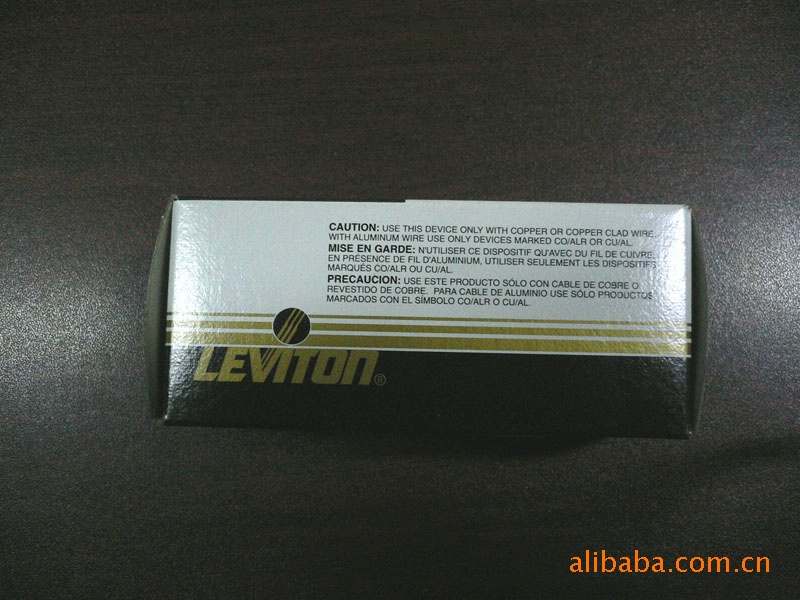 CAUTION: USE THIS DEVICE ONLY WITH COPPER OR COPPER CLAD WIRE.
WITH ALUMINUM WIRE USE ONLY DEVICES MARKED CO/ALR OR CU/AL.
MISE EN GARDE: N'UTILISER CE DISPOSITIF QU'AVEC DU FIL DE CUIVRE.
EN PRÉSENCE DE FIL D'ALUMINIUM, UTILISER SEULEMENT LES DISPOSITIFS
MARQUÉS CO/ALR OU CU/AL.
PRECAUCION: USE ESTE PRODUCTO SÓLO CON CABLE DE COBRE O
REVESTIDO DE COBRE. PARA CABLE DE ALUMINIO USE SÓLO PRODUCTOS
MARCADOS CON EL SÍMBOLO CO/ALR O CU/AL.
LEVITON®
alibaba.com.cn